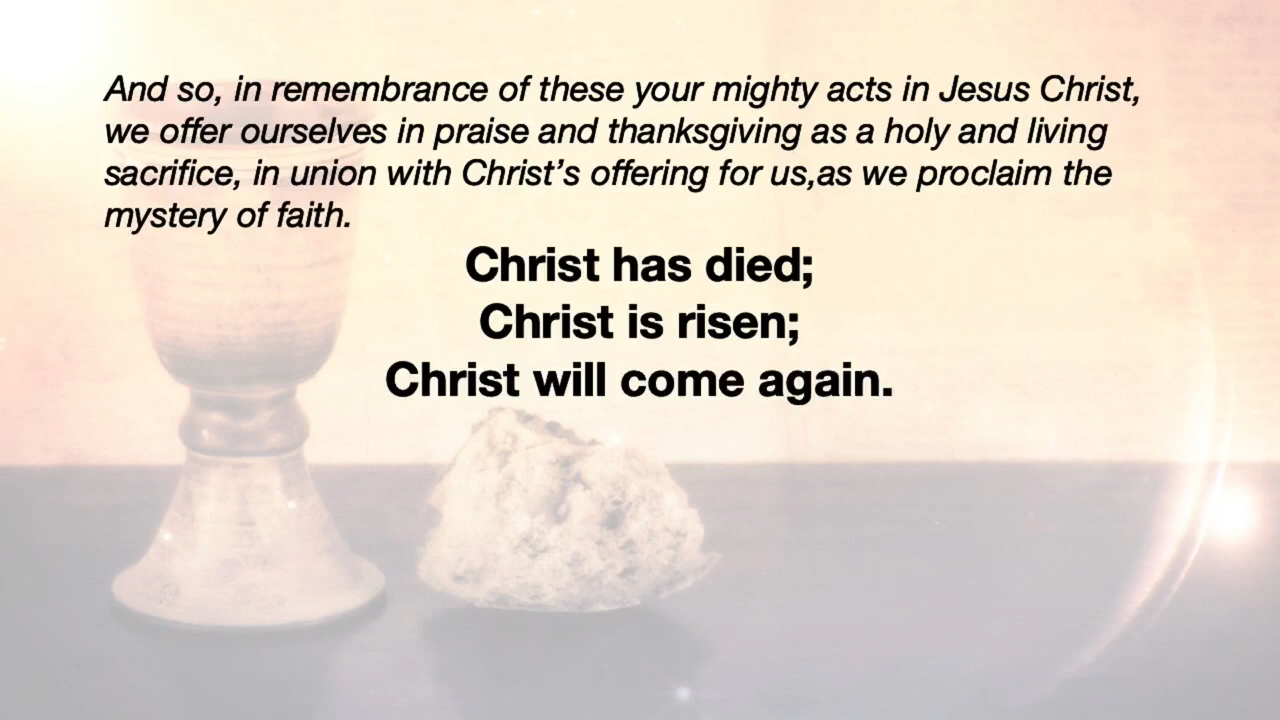 And so, in remembrance of these your mighty acts in Jesus Christ,
we offer ourselves in praise and thanksgiving as a holy and living
sacrifice, in union with Christ’s offering for us,as we proclaim the
mystery of faith.
Christ has died;
Christ is risen;
Christ will come again.